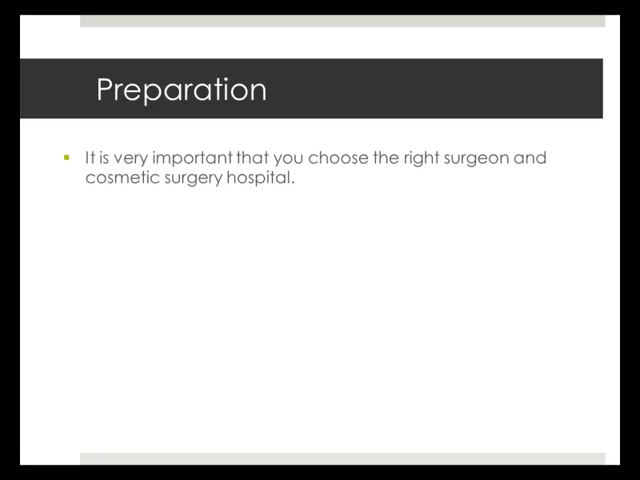 Preparation
It is very important that you choose the right surgeon and
cosmetic surgery hospital.